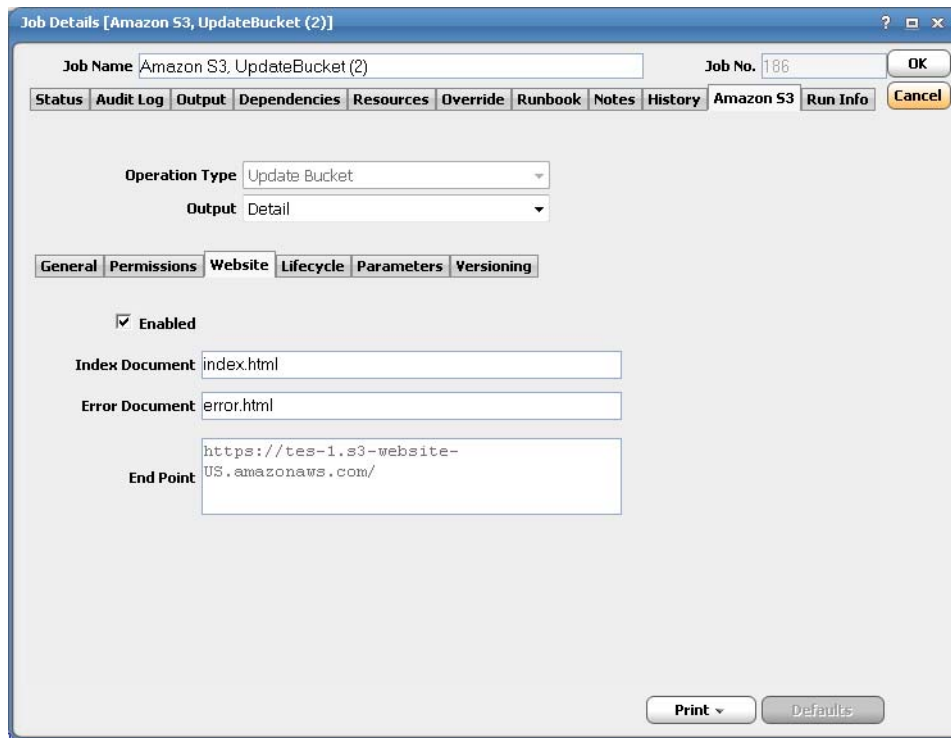 Job Details [Amazon S3, UpdateBucket (2)] ?
Job Name Amazon S3, UpdateBucket (2) Job No. 186 OK
Status Audit Log Output Dependencies Resources Override Runbook Notes History Amazon S3 Run Info Cancel
Operation Type Update Bucket
Output Detail
General Permissions Website Lifecycle Parameters Versioning
Enabled
Index Document index.html
Error Document error.html
https://tes-1.s3-website-
End Point US.amazonaws.com/
Print Defaults